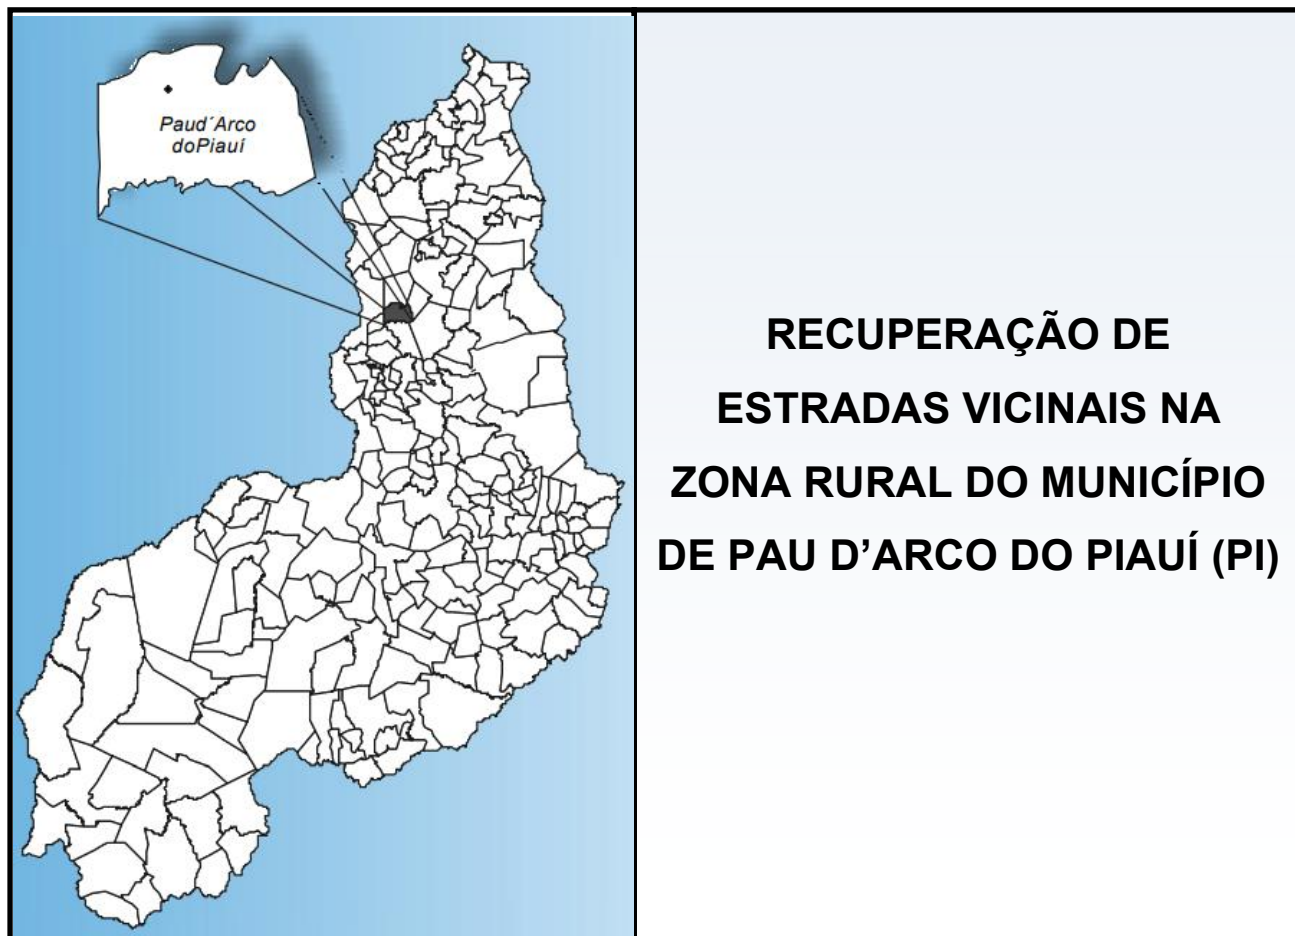 Paud´Arco
doPiauí
RECUPERAÇÃO DE
ESTRADAS VICINAIS NA
ZONA RURAL DO MUNICÍPIO
DE PAU D’ARCO DO PIAUÍ (PI)